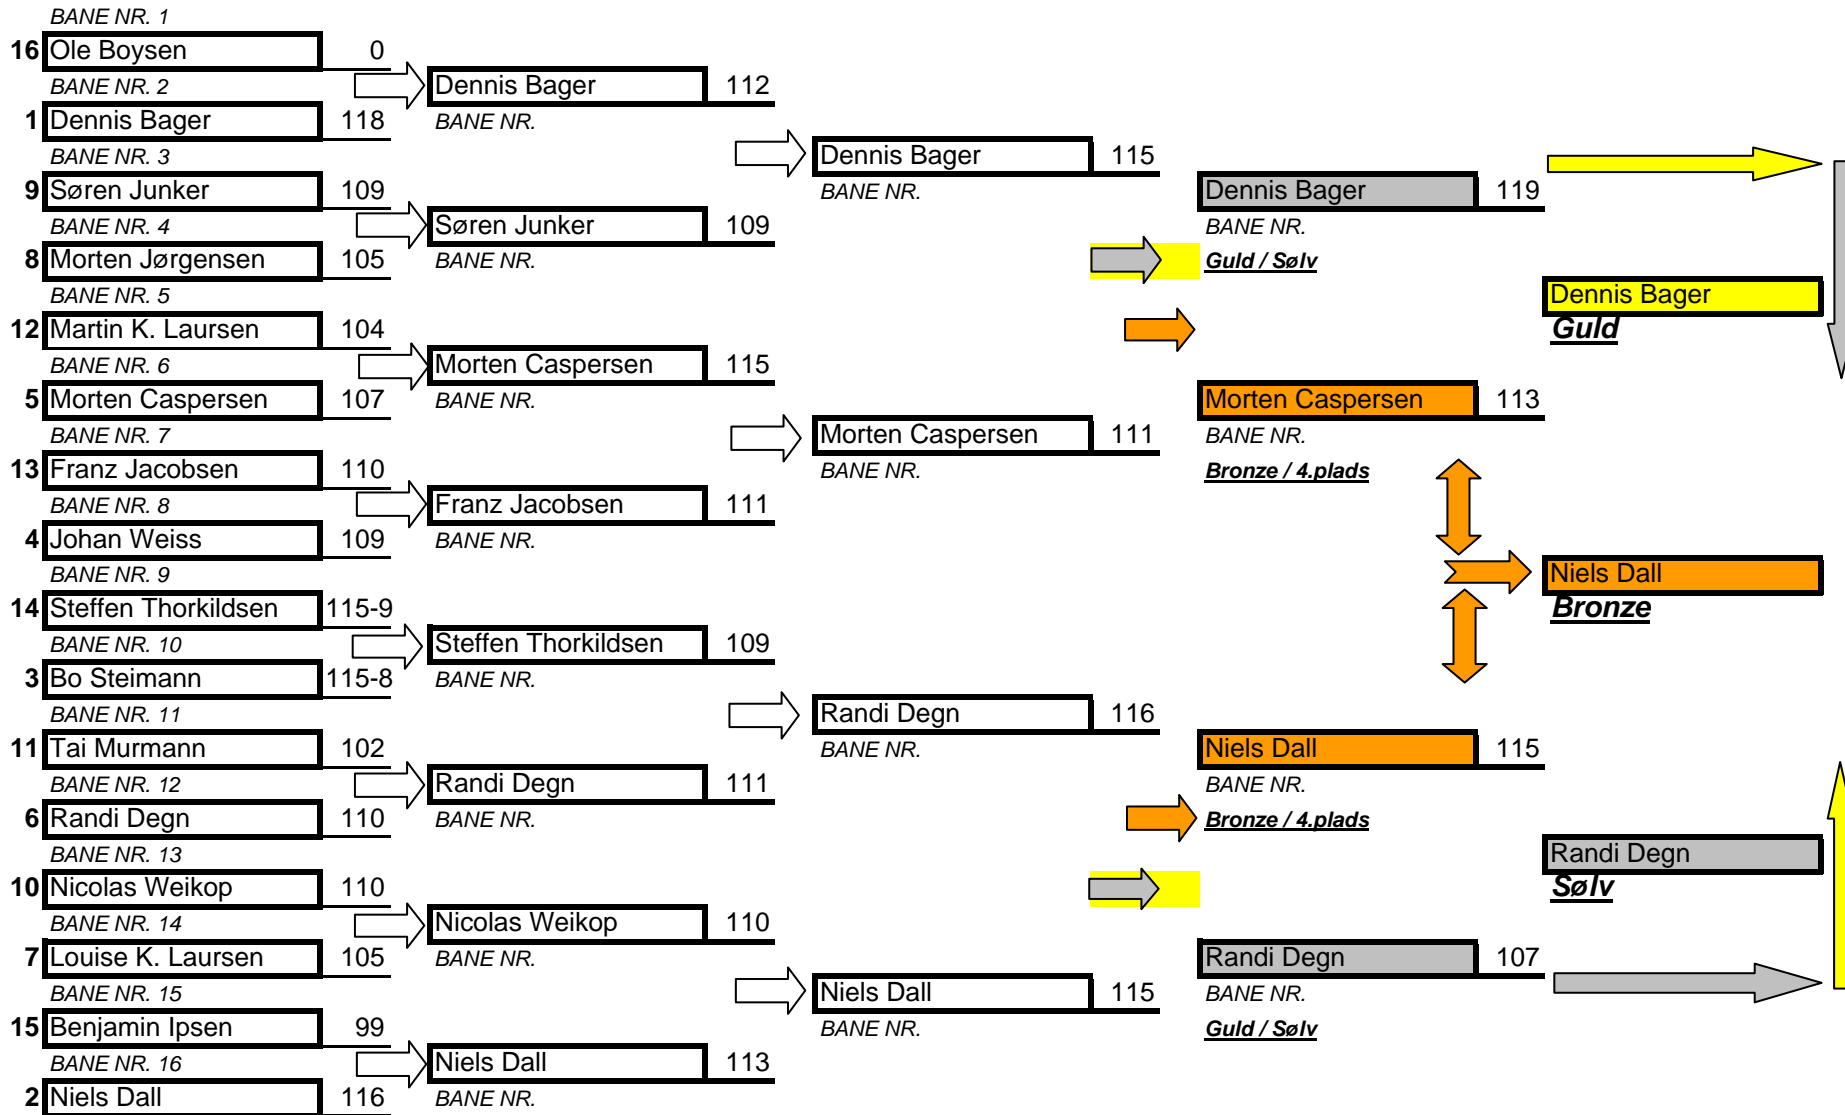 BANE NR. 1
16 Ole Boysen 0
BANE NR. 2
1 Dennis Bager 118
BANE NR. 3
9 Søren Junker 109
BANE NR. 4
8 Morten Jørgensen 105
BANE NR. 5
12 Martin K. Laursen 104
BANE NR. 6
5 Morten Caspersen 107
BANE NR. 7
13 Franz Jacobsen 110
BANE NR. 8
4 Johan Weiss 109
BANE NR. 9
14 Steffen Thorkildsen 115-9
BANE NR. 10
3 Bo Steimann 115-8
BANE NR. 11
11 Tai Murmann 102
BANE NR. 12
6 Randi Degn 110
BANE NR. 13
10 Nicolas Weikop 110
BANE NR. 14
7 Louise K. Laursen 105
BANE NR. 15
15 Benjamin Ipsen 99
BANE NR. 16
2 Niels Dall 116
Dennis Bager 112
BANE NR.
Søren Junker 109
BANE NR.
Morten Caspersen 115
BANE NR.
Franz Jacobsen 111
BANE NR.
Steffen Thorkildsen 109
BANE NR.
Randi Degn 111
BANE NR.
Nicolas Weikop 110
BANE NR.
Niels Dall 113
BANE NR.
Dennis Bager 115
BANE NR.
Morten Caspersen 111
BANE NR.
Randi Degn 116
BANE NR.
Niels Dall 115
BANE NR.
Dennis Bager 119
BANE NR.
Guld / Sølv
Morten Caspersen 113
BANE NR.
Bronze / 4.plads
Niels Dall 115
BANE NR.
Bronze / 4.plads
Randi Degn 107
BANE NR.
Guld / Sølv
Dennis Bager
Guld
Niels Dall
Bronze
Randi Degn
Sølv